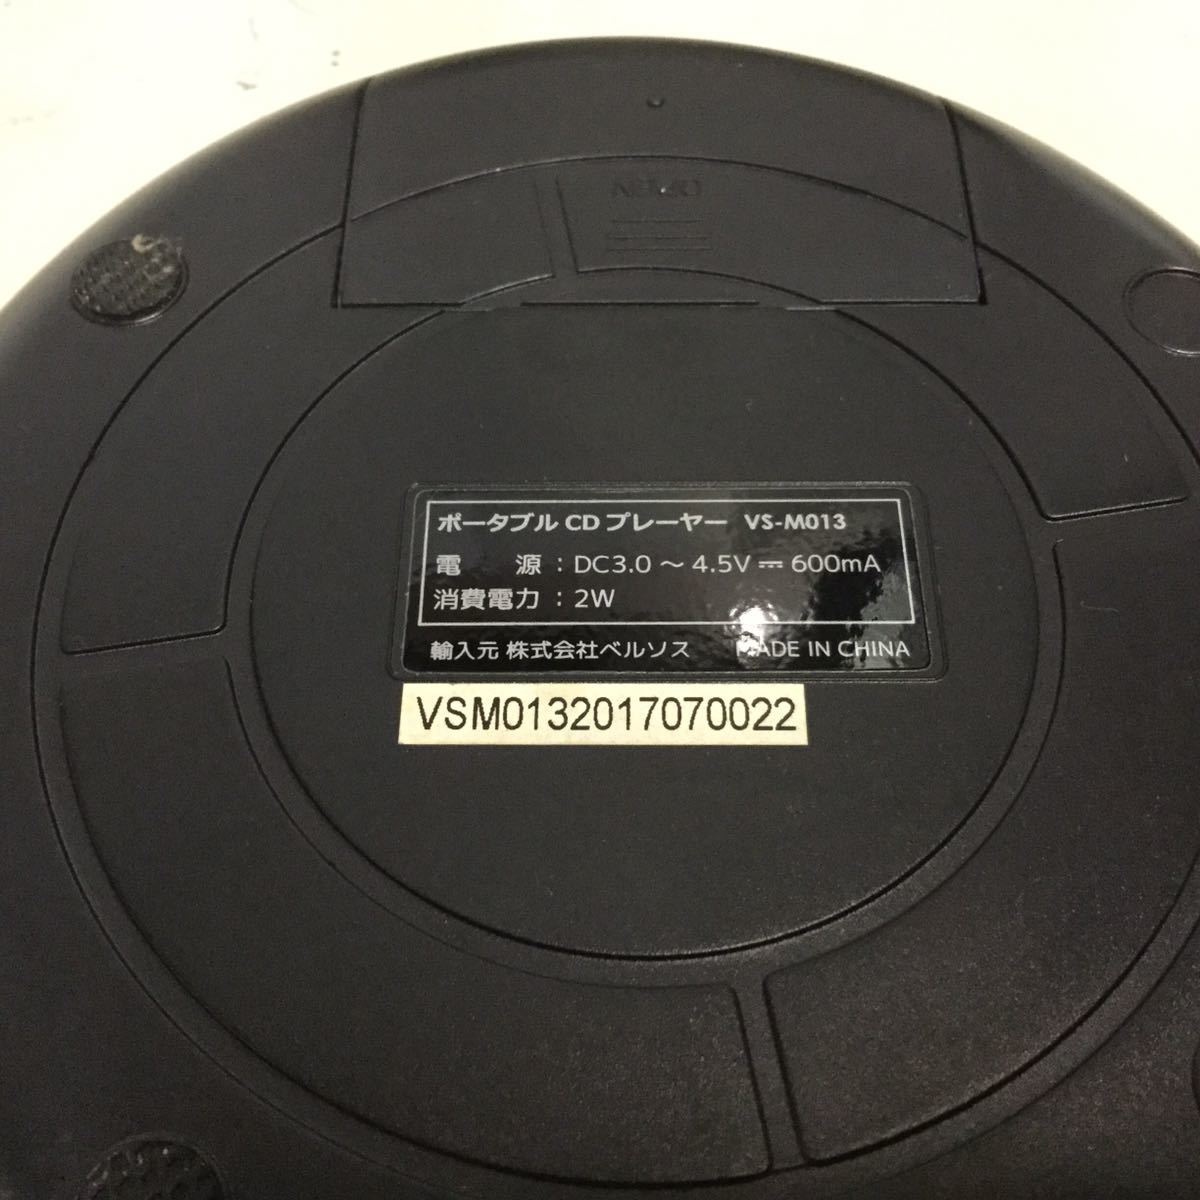 OPEN
ポータブル CD プレーヤー VS-M013
電 源 : DC3.0 ～ 4.5V ⎓ 600mA
消費電力 : 2W
輸入元 株式会社ベルソス MADE IN CHINA
VSM0132017070022